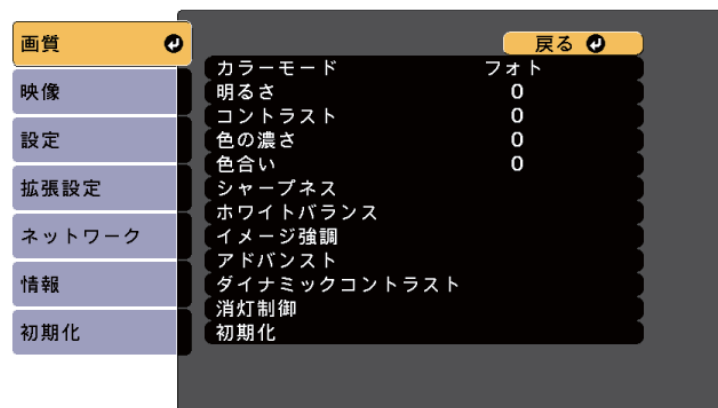 画質
映像
設定
拡張設定
ネットワーク
情報
初期化
戻る
カラーモード フォト
明るさ 0
コントラスト 0
色の濃さ 0
色合い 0
シャープネス
ホワイトバランス
イメージ強調
アドバンスト
ダイナミックコントラスト
消灯制御
初期化